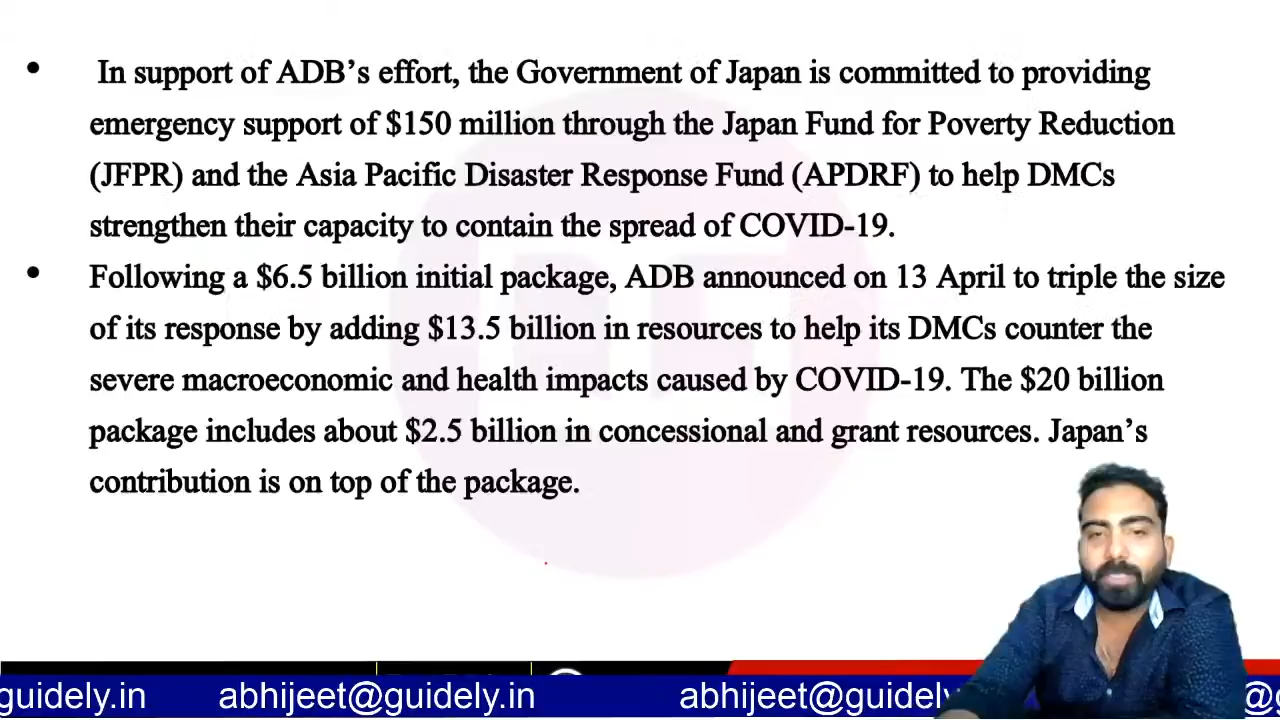 • In support of ADB’s effort, the Government of Japan is committed to providing
emergency support of $150 million through the Japan Fund for Poverty Reduction
(JFPR) and the Asia Pacific Disaster Response Fund (APDRF) to help DMCs
strengthen their capacity to contain the spread of COVID-19.
• Following a $6.5 billion initial package, ADB announced on 13 April to triple the size
of its response by adding $13.5 billion in resources to help its DMCs counter the
severe macroeconomic and health impacts caused by COVID-19. The $20 billion
package includes about $2.5 billion in concessional and grant resources. Japan’s
contribution is on top of the package.
guidely.in abhijeet@guidely.in abhijeet@guidely @g